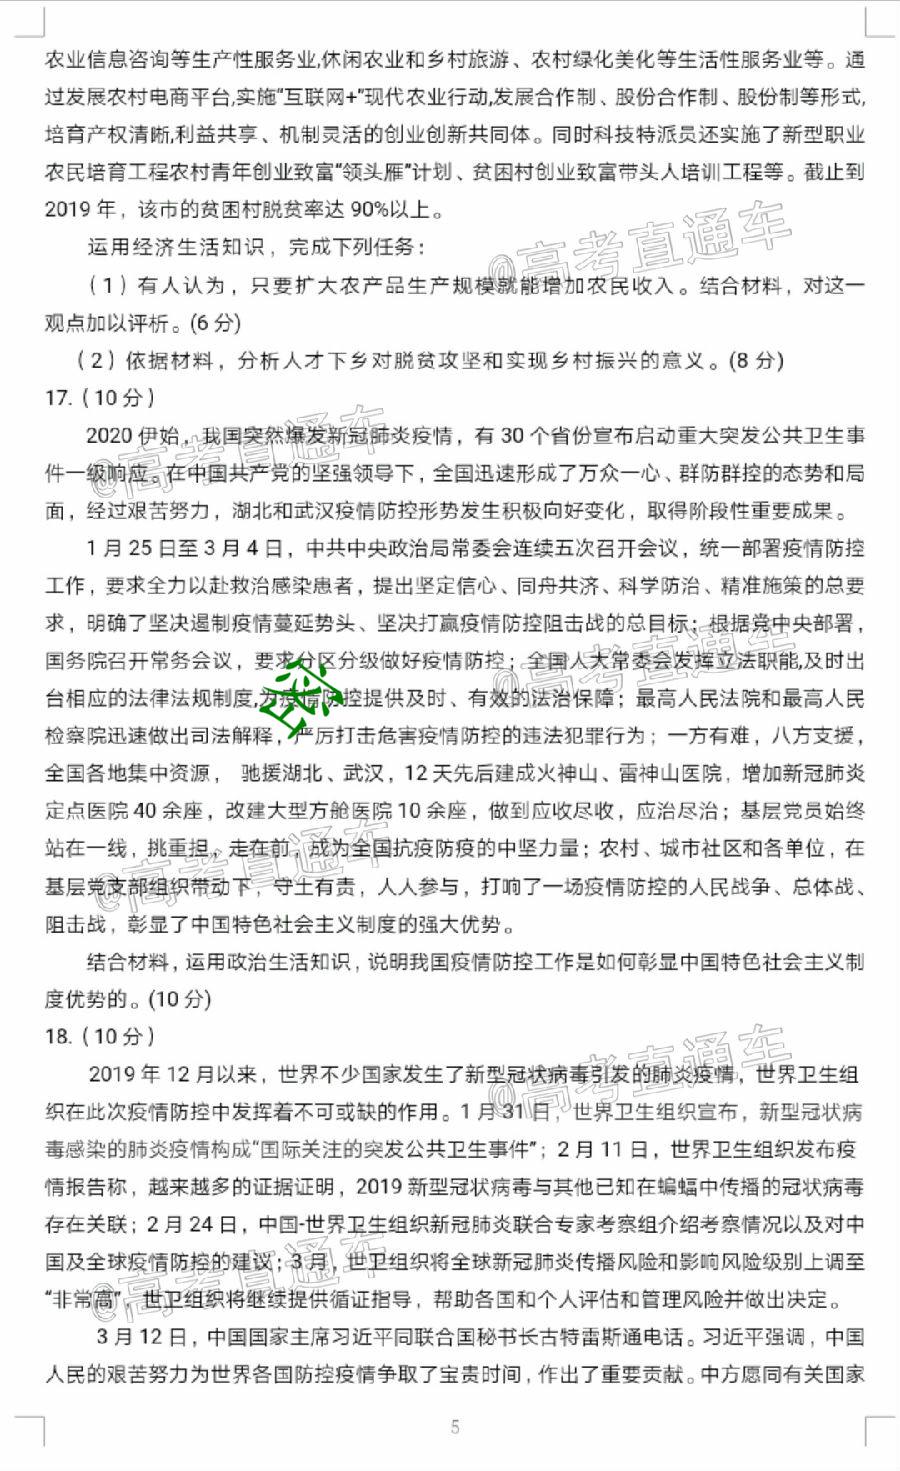 农业信息咨询等生产性服务业,休闲农业和乡村旅游、农村绿化美化等生活性服务业等。通
过发展农村电商平台,实施“互联网+”现代农业行动,发展合作制、股份合作制、股份制等形式,
培育产权清晰,利益共享、机制灵活的创业创新共同体。同时科技特派员还实施了新型职业
农民培育工程农村青年创业致富“领头雁”计划、贫困村创业致富带头人培训工程等。截止到
2019 年，该市的贫困村脱贫率达 90%以上。
运用经济生活知识，完成下列任务：
@高考直通车
（1）有人认为，只要扩大农产品生产规模就能增加农民收入。结合材料，对这一
观点加以评析。(6 分)
（2）依据材料，分析人才下乡对脱贫攻坚和实现乡村振兴的意义。(8 分)
17.（10 分）
2020 伊始，我国突然爆发新冠肺炎疫情，有 30 个省份宣布启动重大突发公共卫生事
@高考直通车
件一级响应。在中国共产党的坚强领导下，全国迅速形成了万众一心、群防群控的态势和局
面，经过艰苦努力，湖北和武汉疫情防控形势发生积极向好变化，取得阶段性重要成果。
1 月 25 日至 3 月 4 日，中共中央政治局常委会连续五次召开会议，统一部署疫情防控
工作，要求全力以赴救治感染患者，提出坚定信心、同舟共济、科学防治、精准施策的总要
求，明确了坚决遏制疫情蔓延势头、坚决打赢疫情防控阻击战的总目标；根据党中央部署，
国务院召开常务会议，要求分区分级做好疫情防控；全国人大常委会发挥立法职能,及时出
@高考直通车
台相应的法律法规制度,为疫情防控提供及时、有效的法治保障；最高人民法院和最高人民
密
检察院迅速做出司法解释，严厉打击危害疫情防控的违法犯罪行为；一方有难，八方支援，
全国各地集中资源， 驰援湖北、武汉，12 天先后建成火神山、雷神山医院，增加新冠肺炎
定点医院 40 余座，改建大型方舱医院 10 余座，做到应收尽收，应治尽治；基层党员始终
站在一线，挑重担，走在前，成为全国抗疫防疫的中坚力量；农村、城市社区和各单位，在
@高考直通车
基层党支部组织带动下，守土有责，人人参与，打响了一场疫情防控的人民战争、总体战、
阻击战，彰显了中国特色社会主义制度的强大优势。
结合材料，运用政治生活知识，说明我国疫情防控工作是如何彰显中国特色社会主义制
度优势的。(10 分)
18.（10 分）
2019 年 12 月以来，世界不少国家发生了新型冠状病毒引发的肺炎疫情，世界卫生组
@高考直通车
织在此次疫情防控中发挥着不可或缺的作用。1 月 31 日，世界卫生组织宣布，新型冠状病
毒感染的肺炎疫情构成“国际关注的突发公共卫生事件”；2 月 11 日，世界卫生组织发布疫
情报告称，越来越多的证据证明，2019 新型冠状病毒与其他已知在蝙蝠中传播的冠状病毒
存在关联；2 月 24 日，中国-世界卫生组织新冠肺炎联合专家考察组介绍考察情况以及对中
国及全球疫情防控的建议；3 月，世卫组织将全球新冠肺炎传播风险和影响风险级别上调至
@高考直通车
“非常高”，世卫组织将继续提供循证指导，帮助各国和个人评估和管理风险并做出决定。
3 月 12 日，中国国家主席习近平同联合国秘书长古特雷斯通电话。习近平强调，中国
人民的艰苦努力为世界各国防控疫情争取了宝贵时间，作出了重要贡献。中方愿同有关国家
5